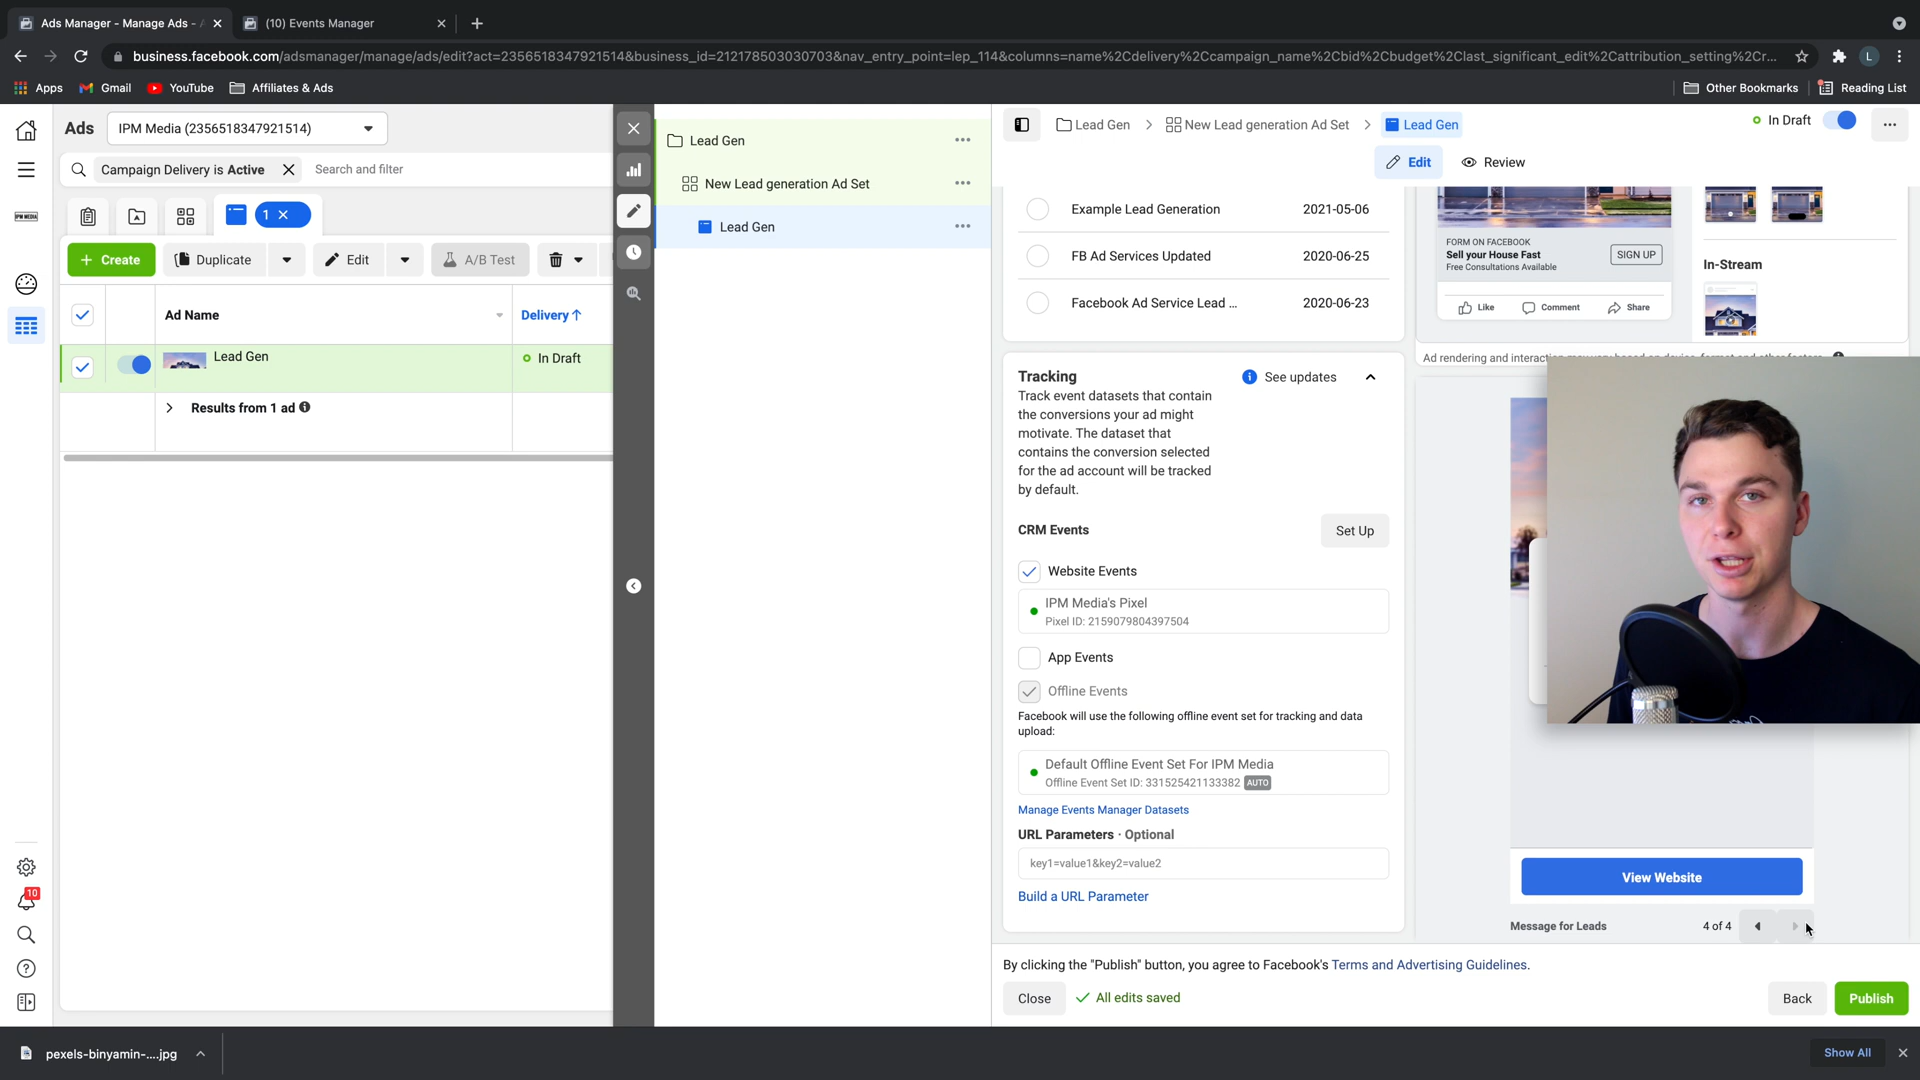 Ads Manager - Manage Ads -
(10) Events Manager
business.facebook.com/adsmanager/manage/ads/edit?act=2356518347921514&business_id=212178503030703&nav_entry_point=lep_114&columns=name%2Cdelivery%2Ccampaign_name%2Cbid%2Cbudget%2Clast_significant_edit%2Cattribution_setting%2Cr...
L
Apps
Gmail
YouTube
Affiliates & Ads
Other Bookmarks
Reading List
Ads
IPM Media (2356518347921514)
Campaign Delivery is Active
Search and filter
IPM MEDIA
1
Create
Duplicate
Edit
A/B Test
Ad Name
Delivery↑
Lead Gen
In Draft
Results from 1 ad
10
Lead Gen
New Lead generation Ad Set
Lead Gen
Lead Gen
New Lead generation Ad Set
Lead Gen
In Draft
Edit
Review
Example Lead Generation
2021-05-06
FB Ad Services Updated
2020-06-25
Facebook Ad Service Lead ...
2020-06-23
Tracking
See updates
Track event datasets that contain
the conversions your ad might
motivate. The dataset that
contains the conversion selected
for the ad account will be tracked
by default.
CRM Events
Set Up
Website Events
IPM Media's Pixel
Pixel ID: 2159079804397504
App Events
Offline Events
Facebook will use the following offline event set for tracking and data
upload:
Default Offline Event Set For IPM Media
Offline Event Set ID: 331525421133382 AUTO
Manage Events Manager Datasets
URL Parameters · Optional
key1=value1&key2=value2
Build a URL Parameter
FORM ON FACEBOOK
Sell your House Fast
Free Consultations Available
SIGN UP
Like
Comment
Share
In-Stream
Ad rendering and interaction
View Website
Message for Leads
4 of 4
By clicking the "Publish" button, you agree to Facebook's Terms and Advertising Guidelines.
Close
All edits saved
Back
Publish
pexels-binyamin-....jpg
Show All